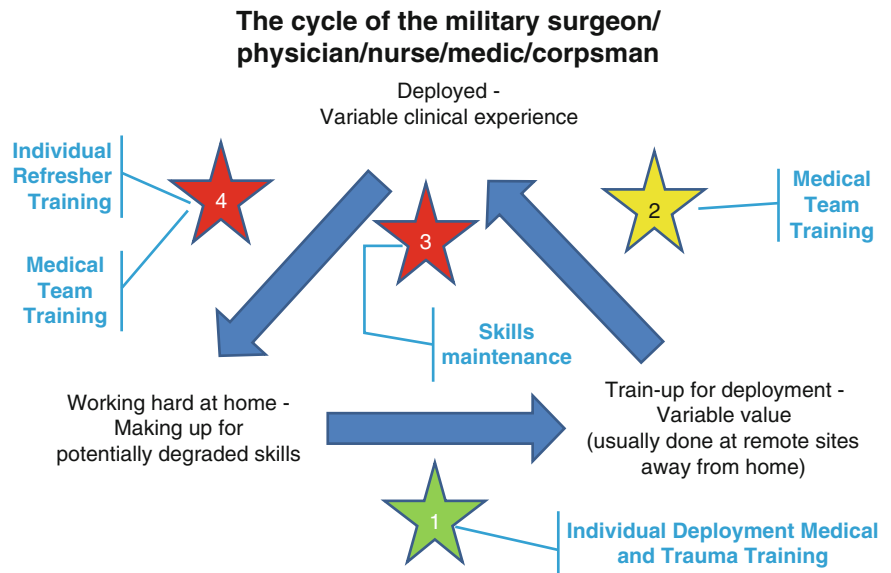 The cycle of the military surgeon/
physician/nurse/medic/corpsman
Deployed -
Variable clinical experience
Individual
Refresher
Training
4
Medical
Team
Training
3
Skills
maintenance
2
Medical
Team
Training
Working hard at home -
Making up for
potentially degraded skills
Train-up for deployment -
Variable value
(usually done at remote sites
away from home)
1
Individual Deployment Medical
and Trauma Training